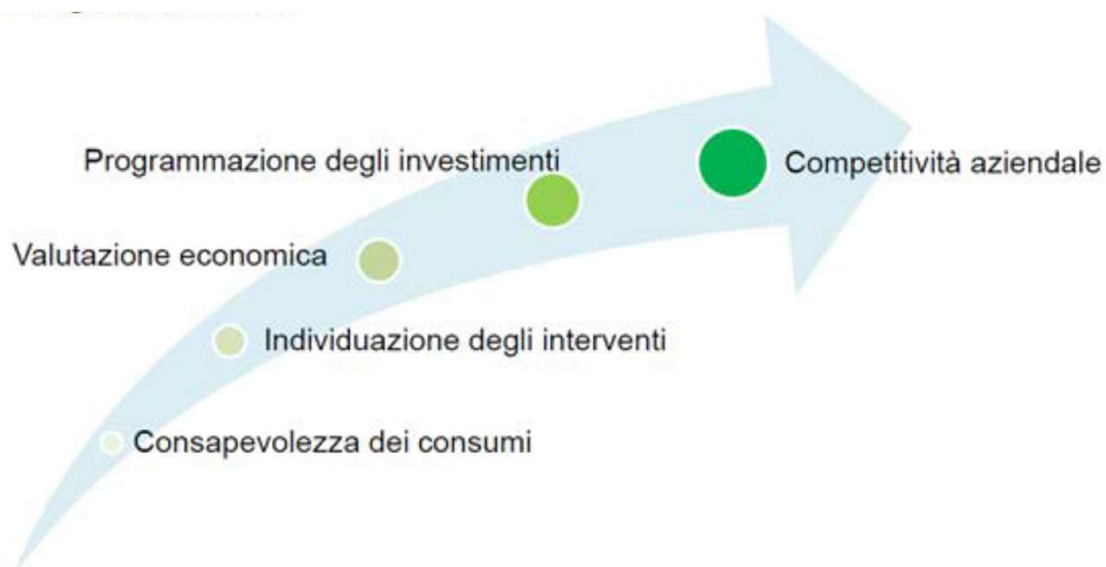 Programmazione degli investimenti
Competitività aziendale
Valutazione economica
Individuazione degli interventi
Consapevolezza dei consumi